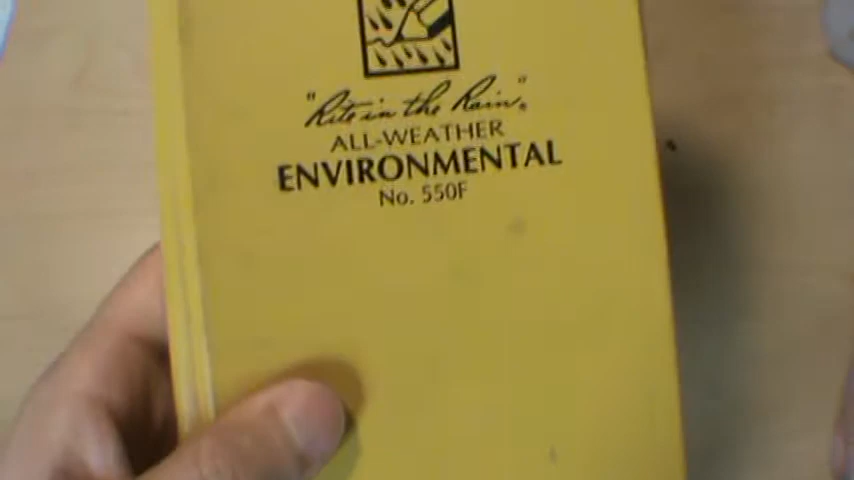 "Rite in the Rain"®
ALL-WEATHER
ENVIRONMENTAL
No. 550F